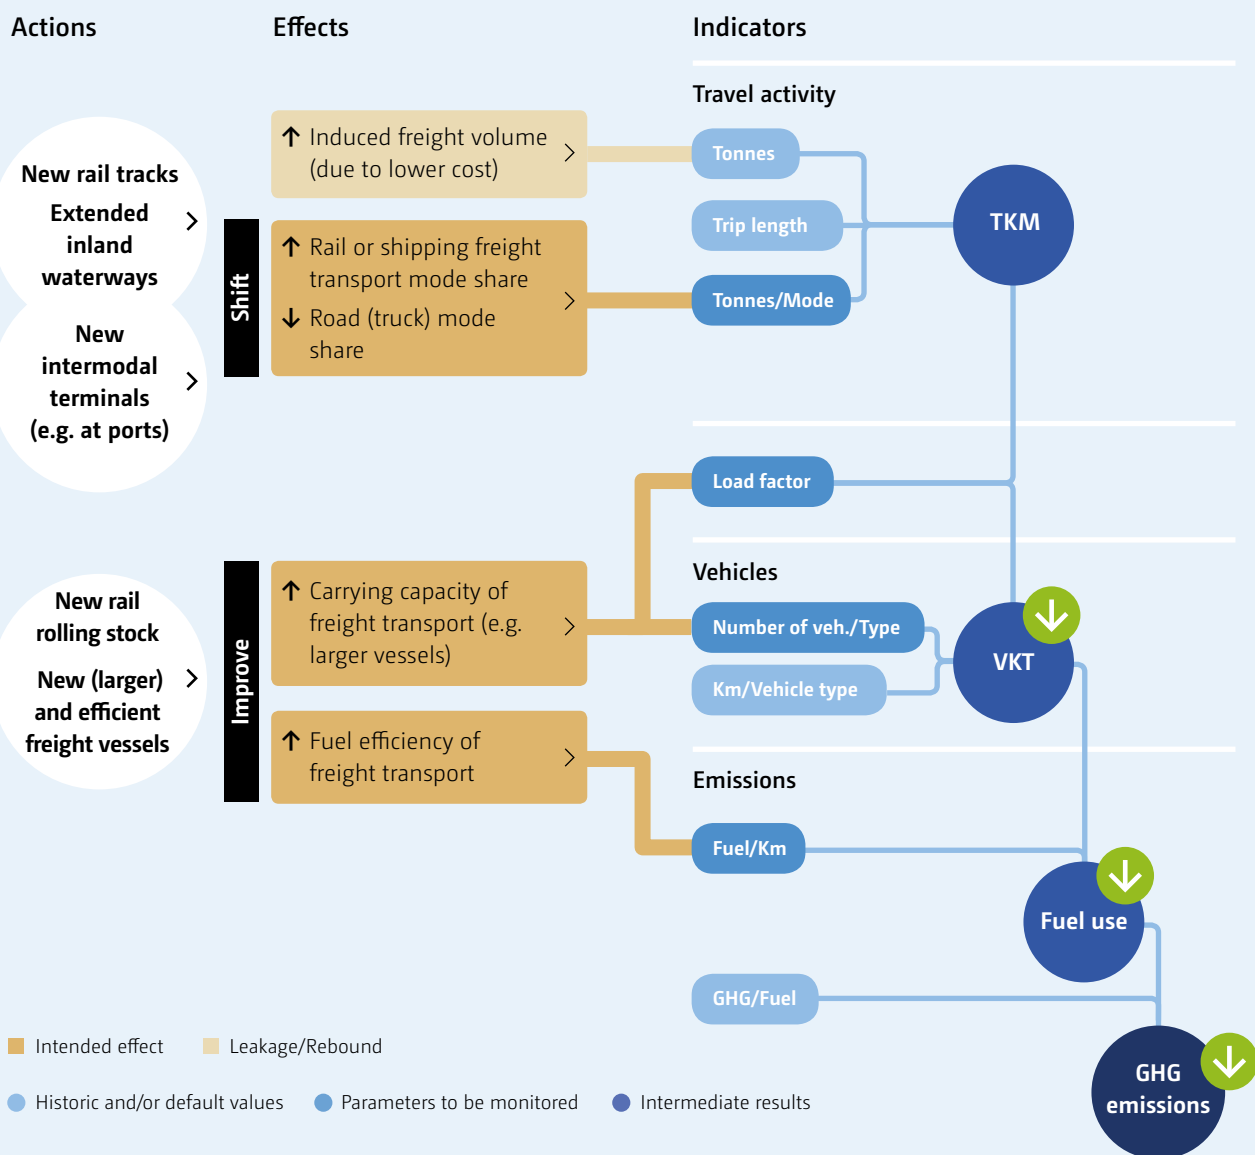 Actions
Effects
Indicators
New rail tracks
Extended
inland
waterways
New
intermodal
terminals
(e.g. at ports)
Shift
↑ Induced freight volume
(due to lower cost)
↑ Rail or shipping freight
transport mode share
↓ Road (truck) mode
share
Travel activity
Tonnes
Trip length
Tonnes/Mode
TKM
Load factor
New rail
rolling stock
New (larger)
and efficient
freight vessels
Improve
↑ Carrying capacity of
freight transport (e.g.
larger vessels)
↑ Fuel efficiency of
freight transport
Vehicles
Number of veh./Type
Km/Vehicle type
VKT
Emissions
Fuel/Km
Fuel use
GHG/Fuel
GHG
emissions
Intended effect
Leakage/Rebound
Historic and/or default values
Parameters to be monitored
Intermediate results